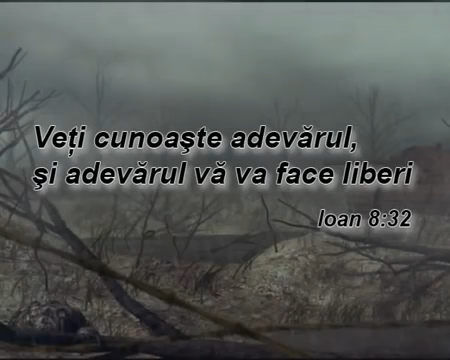 Veți cunoaşte adevărul,
şi adevărul vă va face liberi
Ioan 8:32